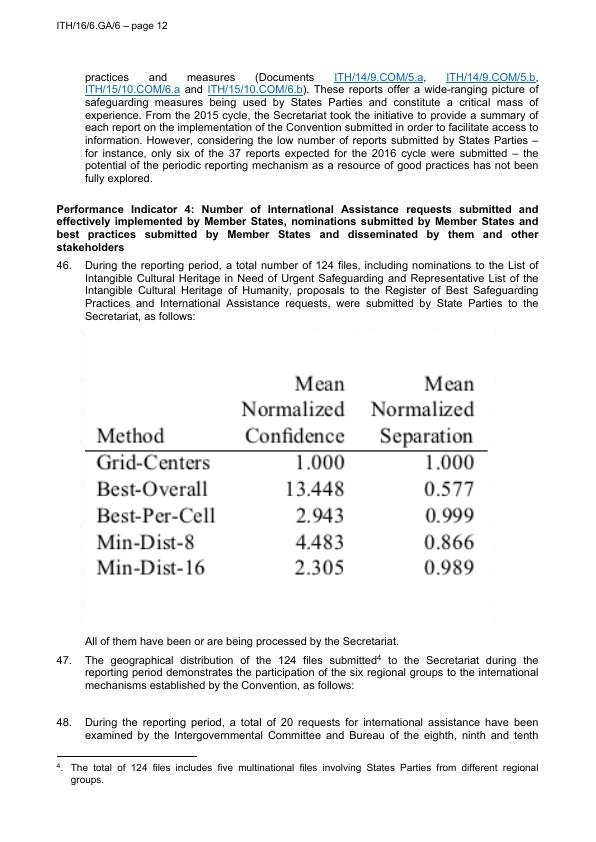 ITH/16/6.GA/6 – page 12
practices and measures (Documents ITH/14/9.COM/5.a, ITH/14/9.COM/5.b,
ITH/15/10.COM/6.a and ITH/15/10.COM/6.b). These reports offer a wide-ranging picture of
safeguarding measures being used by States Parties and constitute a critical mass of
experience. From the 2015 cycle, the Secretariat took the initiative to provide a summary of
each report on the implementation of the Convention submitted in order to facilitate access to
information. However, considering the low number of reports submitted by States Parties –
for instance, only six of the 37 reports expected for the 2016 cycle were submitted – the
potential of the periodic reporting mechanism as a resource of good practices has not been
fully explored.
Performance Indicator 4: Number of International Assistance requests submitted and
effectively implemented by Member States, nominations submitted by Member States and
best practices submitted by Member States and disseminated by them and other
stakeholders
46. During the reporting period, a total number of 124 files, including nominations to the List of
Intangible Cultural Heritage in Need of Urgent Safeguarding and Representative List of the
Intangible Cultural Heritage of Humanity, proposals to the Register of Best Safeguarding
Practices and International Assistance requests, were submitted by State Parties to the
Secretariat, as follows:
Mean Mean
Normalized Normalized
Method Confidence Separation
Grid-Centers 1.000 1.000
Best-Overall 13.448 0.577
Best-Per-Cell 2.943 0.999
Min-Dist-8 4.483 0.866
Min-Dist-16 2.305 0.989
All of them have been or are being processed by the Secretariat.
47. The geographical distribution of the 124 files submitted4 to the Secretariat during the
reporting period demonstrates the participation of the six regional groups to the international
mechanisms established by the Convention, as follows:
48. During the reporting period, a total of 20 requests for international assistance have been
examined by the Intergovernmental Committee and Bureau of the eighth, ninth and tenth
4. The total of 124 files includes five multinational files involving States Parties from different regional
groups.